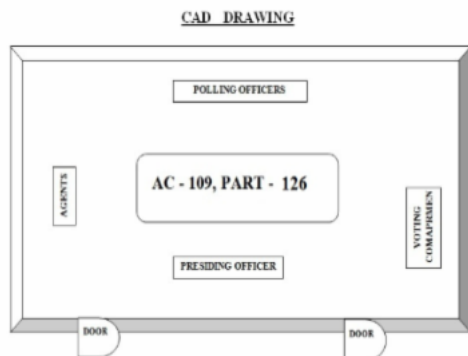 CAD DRAWING
POLLING OFFICERS
AGENTS
AC - 109, PART - 126
VOTING
COMAPRMEN
PRESIDING OFFICER
DOOR
DOOR